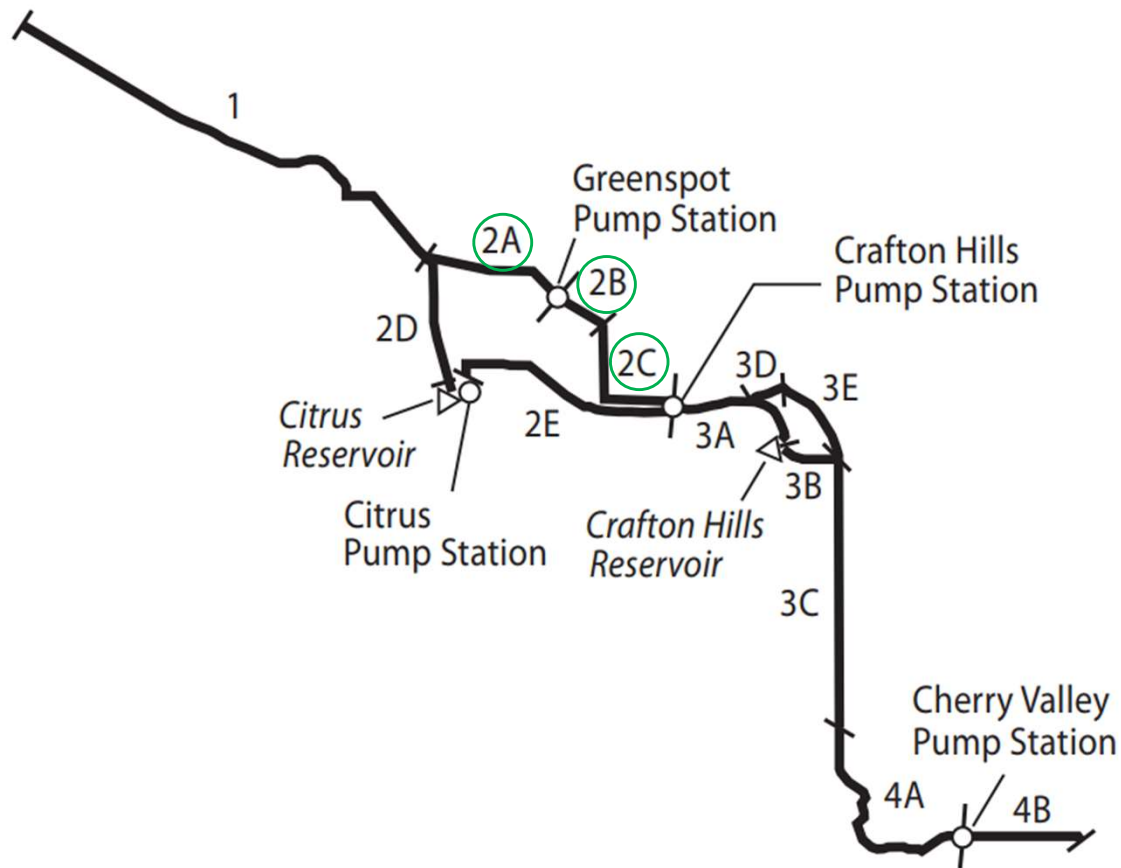 1
Greenspot
Pump Station
2A
Crafton Hills
Pump Station
2B
2D
2C
3D
3E
Citrus
Reservoir
2E
3A
3B
Citrus
Pump Station
Crafton Hills
Reservoir
3C
Cherry Valley
Pump Station
4A
4B